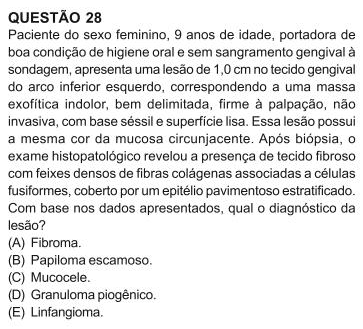 QUESTÃO 28
Paciente do sexo feminino, 9 anos de idade, portadora de
boa condição de higiene oral e sem sangramento gengival à
sondagem, apresenta uma lesão de 1,0 cm no tecido gengival
do arco inferior esquerdo, correspondendo a uma massa
exofítica indolor, bem delimitada, firme à palpação, não
invasiva, com base séssil e superfície lisa. Essa lesão possui
a mesma cor da mucosa circunjacente. Após biópsia, o
exame histopatológico revelou a presença de tecido fibroso
com feixes densos de fibras colágenas associadas a células
fusiformes, coberto por um epitélio pavimentoso estratificado.
Com base nos dados apresentados, qual o diagnóstico da
lesão?
(A) Fibroma.
(B) Papiloma escamoso.
(C) Mucocele.
(D) Granuloma piogênico.
(E) Linfangioma.